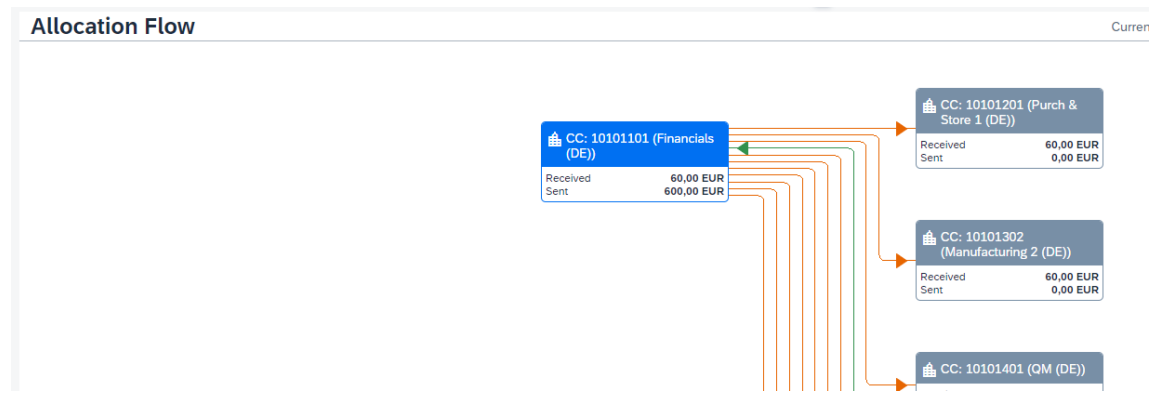 Allocation Flow
Curren
CC: 10101201 (Purch &
Store 1 (DE))
Received 60,00 EUR
Sent 0,00 EUR
CC: 10101101 (Financials
(DE))
Received 60,00 EUR
Sent 600,00 EUR
CC: 10101302
(Manufacturing 2 (DE))
Received 60,00 EUR
Sent 0,00 EUR
CC: 10101401 (QM (DE))